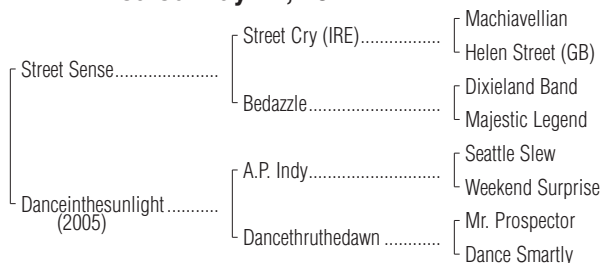 Machiavellian
Street Cry (IRE)....................
Helen Street (GB)
Street Sense......................
Dixieland Band
Bedazzle............................
Majestic Legend
Seattle Slew
A.P. Indy............................
Weekend Surprise
Danceinthesunlight...........
(2005)
Mr. Prospector
Dancethruthedawn ............
Dance Smartly